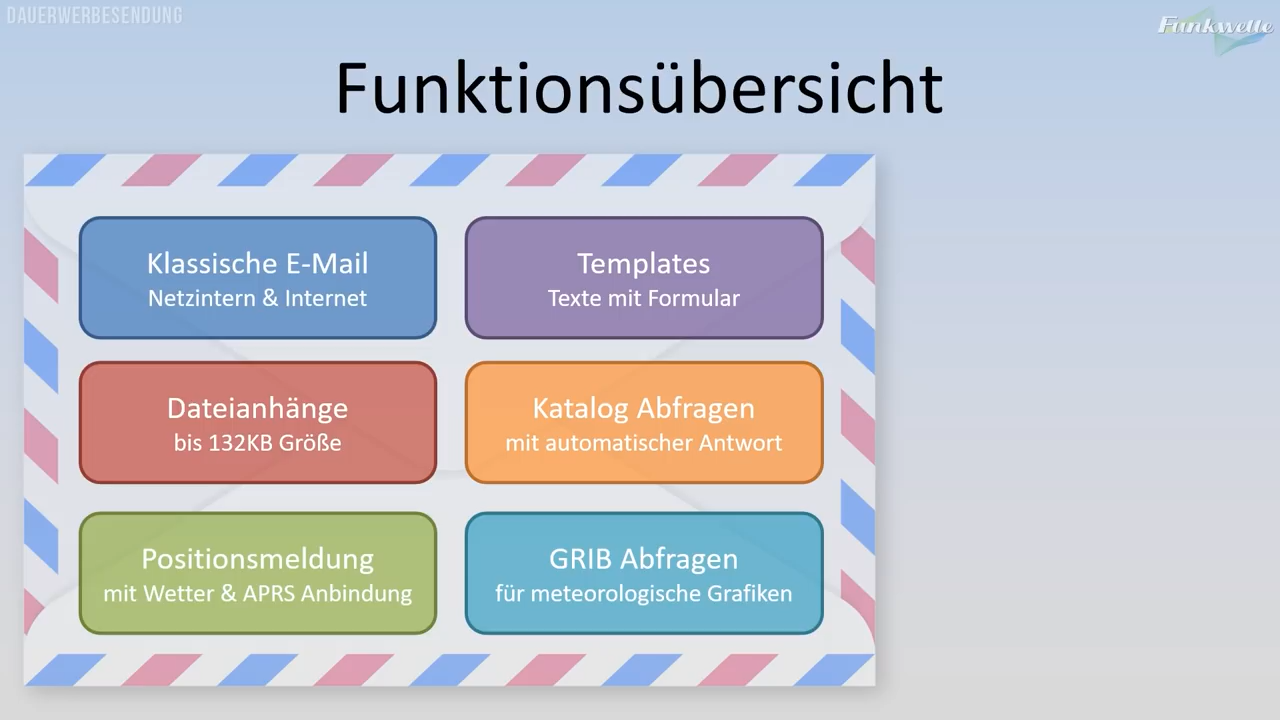 DAUERWERBESENDUNG
Funkwelle
Funktionsübersicht
Klassische E-Mail
Netzintern & Internet
Templates
Texte mit Formular
Dateianhänge
bis 132KB Größe
Katalog Abfragen
mit automatischer Antwort
Positionsmeldung
mit Wetter & APRS Anbindung
GRIB Abfragen
für meteorologische Grafiken